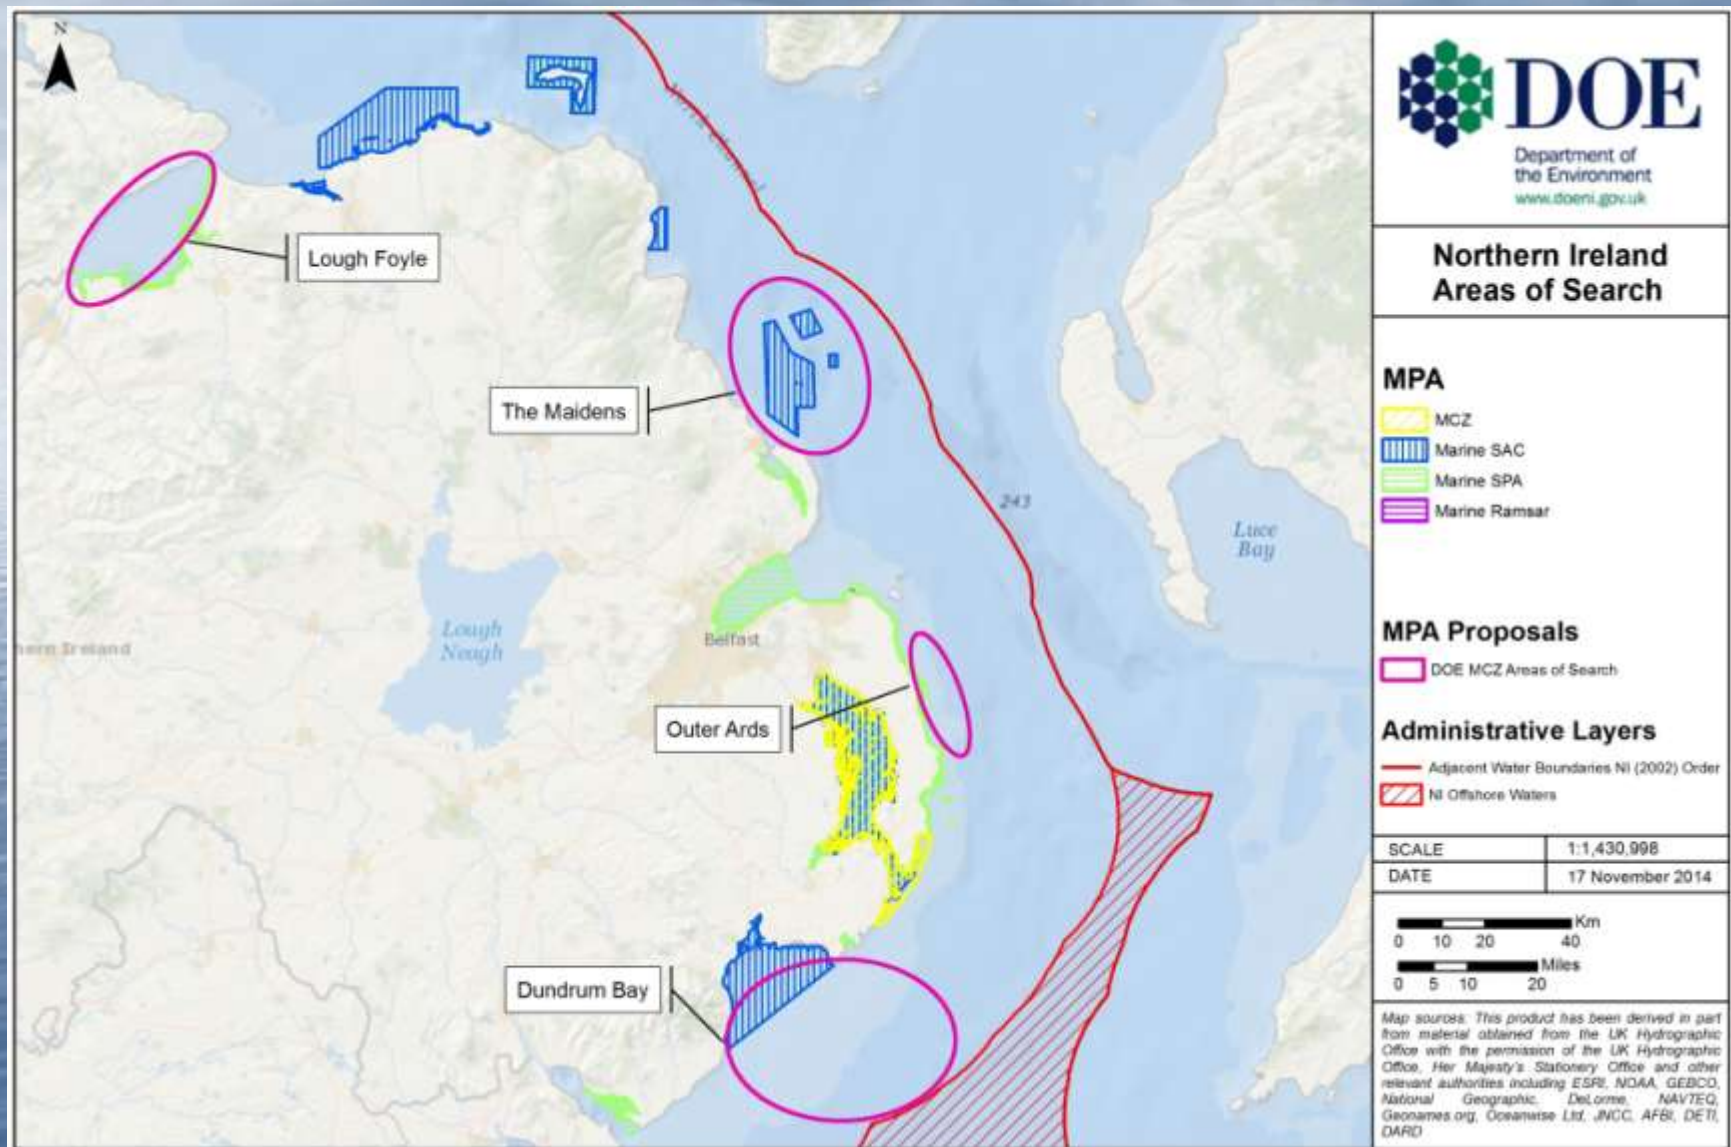 N
North Channel
Lough Foyle
The Maidens
243
Luce
Bay
Lough
Neagh
Belfast
hern Ireland
Outer Ards
Dundrum Bay
DOE
Department of
the Environment
www.doeni.gov.uk
Northern Ireland
Areas of Search
MPA
MCZ
Marine SAC
Marine SPA
Marine Ramsar
MPA Proposals
DOE MCZ Areas of Search
Administrative Layers
Adjacent Water Boundaries NI (2002) Order
NI Offshore Waters
SCALE 1:1,430,998
DATE 17 November 2014
Km
0 10 20 40
Miles
0 5 10 20
Map sources: This product has been derived in part
from material obtained from the UK Hydrographic
Office with the permission of the UK Hydrographic
Office, Her Majesty's Stationery Office and other
relevant authorities including ESRI, NOAA, GEBCO,
National Geographic, DeLorme, NAVTEQ,
Geonames.org, Oceanwise Ltd, JNCC, AFBI, DETI,
DARD